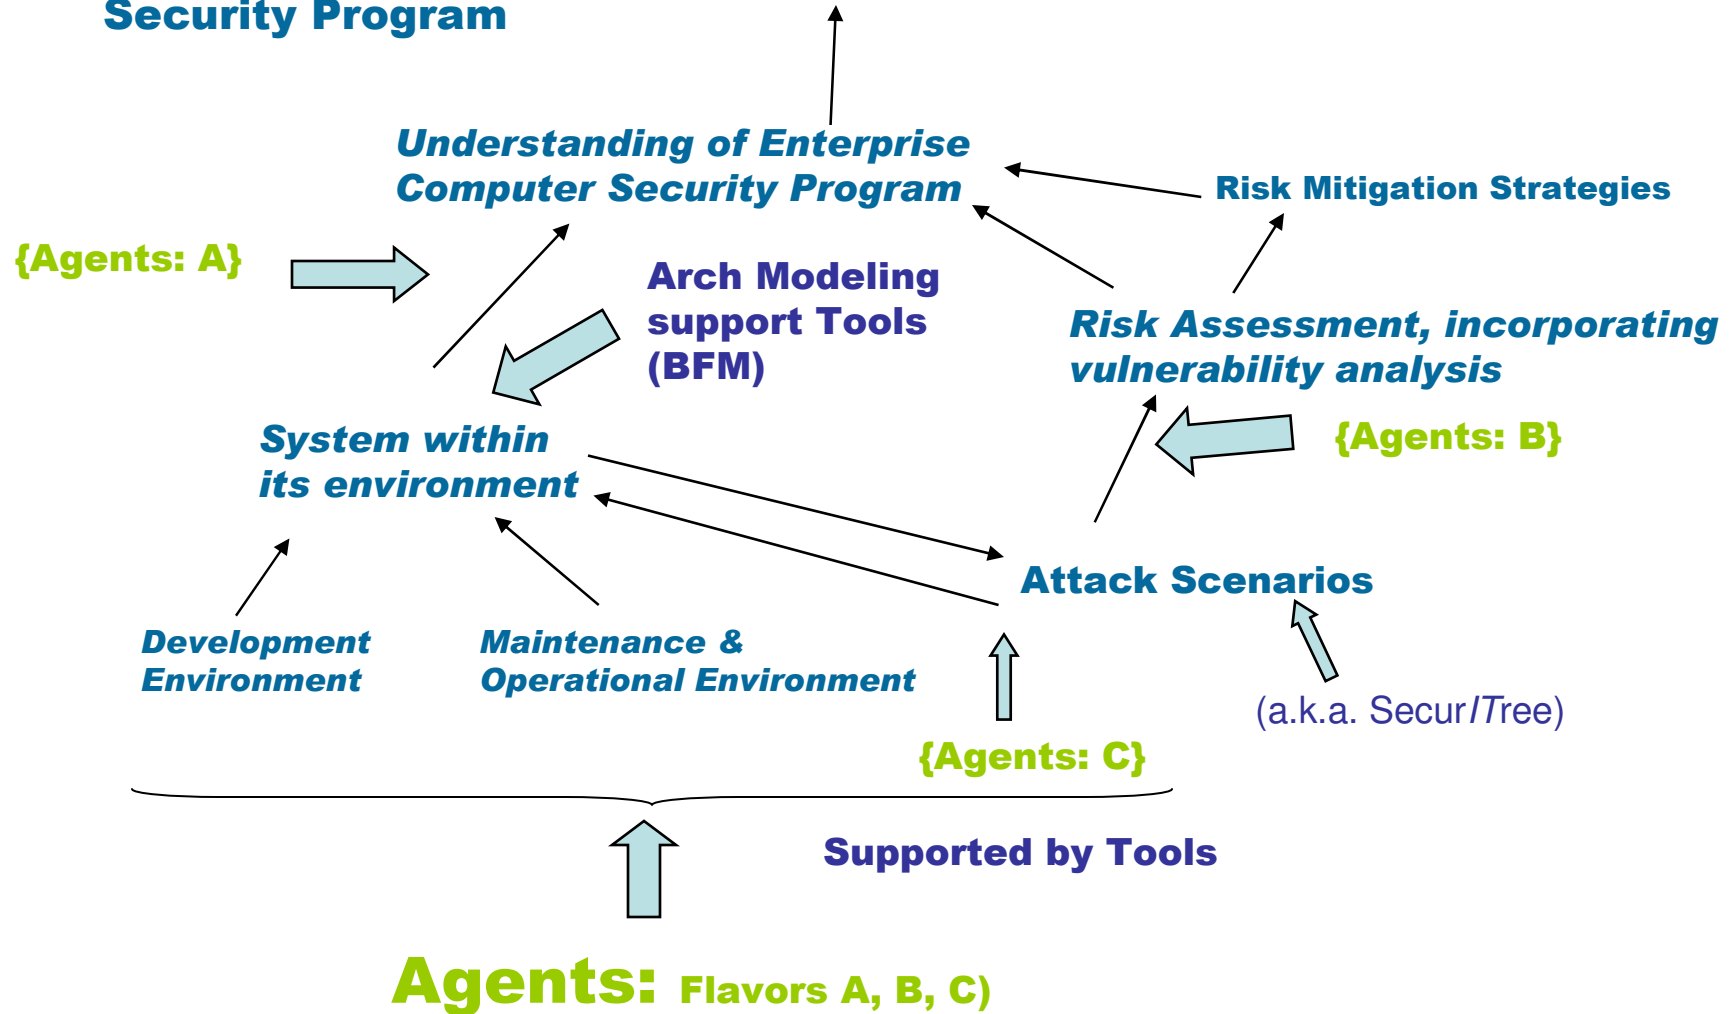 Security Program
Understanding of Enterprise
Computer Security Program
Risk Mitigation Strategies
{Agents: A}
Arch Modeling
support Tools
(BFM)
Risk Assessment, incorporating
vulnerability analysis
{Agents: B}
System within
its environment
Attack Scenarios
Development
Environment
Maintenance &
Operational Environment
(a.k.a. SecurITree)
{Agents: C}
Supported by Tools
Agents: Flavors A, B, C)